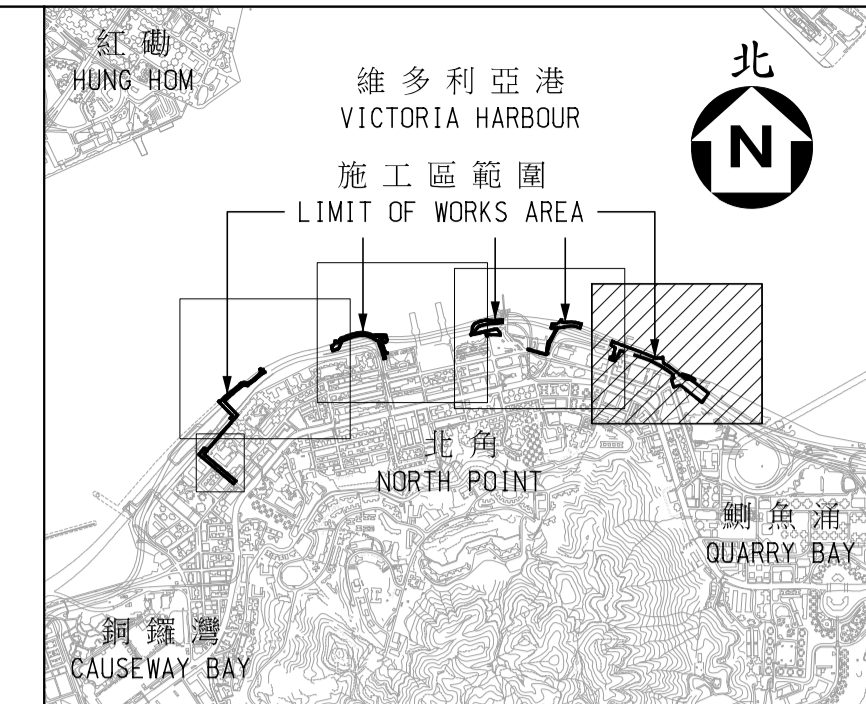 紅磡
HUNG HOM
維多利亞港
VICTORIA HARBOUR
北
N
施工區範圍
LIMIT OF WORKS AREA
北角
NORTH POINT
鰂魚涌
QUARRY BAY
銅鑼灣
CAUSEWAY BAY